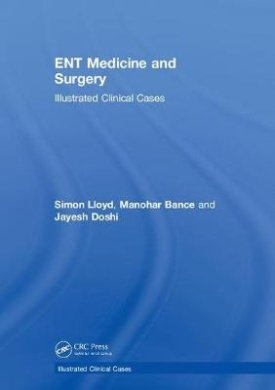 ENT Medicine and
Surgery
Illustrated Clinical Cases
Simon Lloyd, Manohar Bance and
Jayesh Doshi
CRC Press
Illustrated Clinical Cases